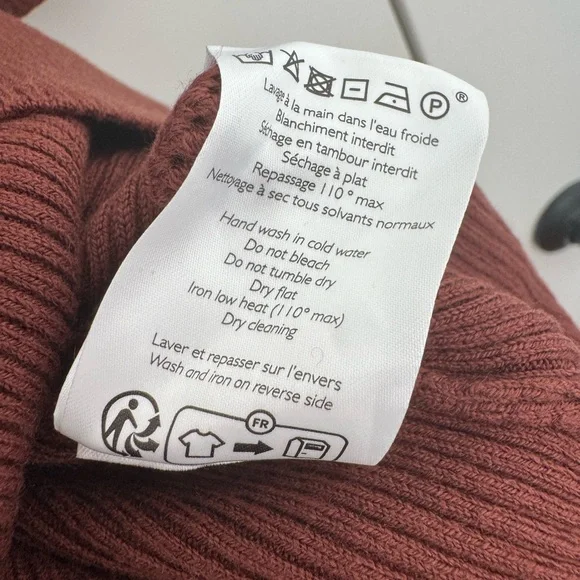 P ®
Lavage à la main dans l'eau froide
Blanchiment interdit
Séchage en tambour interdit
Séchage à plat
Repassage 110° max
Nettoyage à sec tous solvants normaux
Hand wash in cold water
Do not bleach
Do not tumble dry
Dry flat
Iron low heat (110° max)
Dry cleaning
Laver et repasser sur l'envers
Wash and iron on reverse side
FR